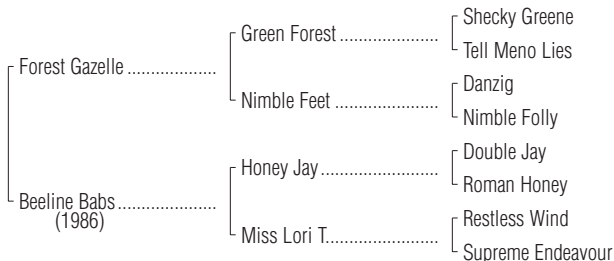 Shecky Greene
Green Forest ....................
Tell Meno Lies
Forest Gazelle ..................
Danzig
Nimble Feet .....................
Nimble Folly
Double Jay
Honey Jay ........................
Roman Honey
Beeline Babs ....................
(1986)
Restless Wind
Miss Lori T. ......................
Supreme Endeavour